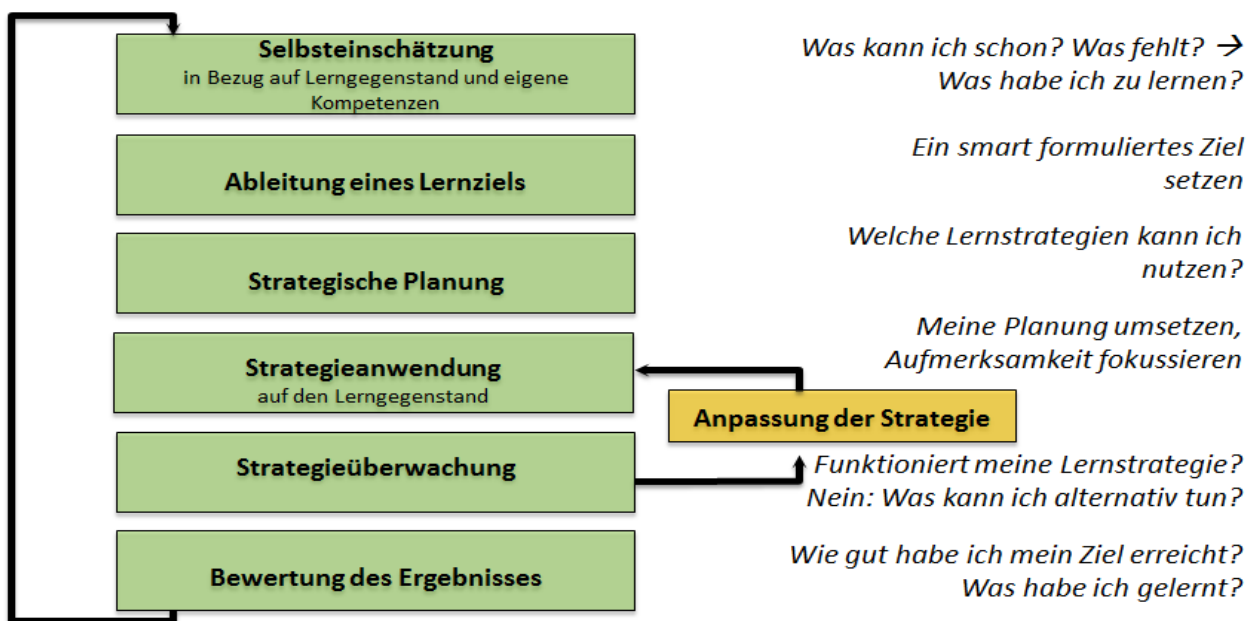 Selbsteinschätzung
in Bezug auf Lerngegenstand und eigene
Kompetenzen
Was kann ich schon? Was fehlt? →
Was habe ich zu lernen?
Ableitung eines Lernziels
Ein smart formuliertes Ziel
setzen
Strategische Planung
Welche Lernstrategien kann ich
nutzen?
Strategieanwendung
auf den Lerngegenstand
Meine Planung umsetzen,
Aufmerksamkeit fokussieren
Anpassung der Strategie
Strategieüberwachung
Funktioniert meine Lernstrategie?
Nein: Was kann ich alternativ tun?
Bewertung des Ergebnisses
Wie gut habe ich mein Ziel erreicht?
Was habe ich gelernt?